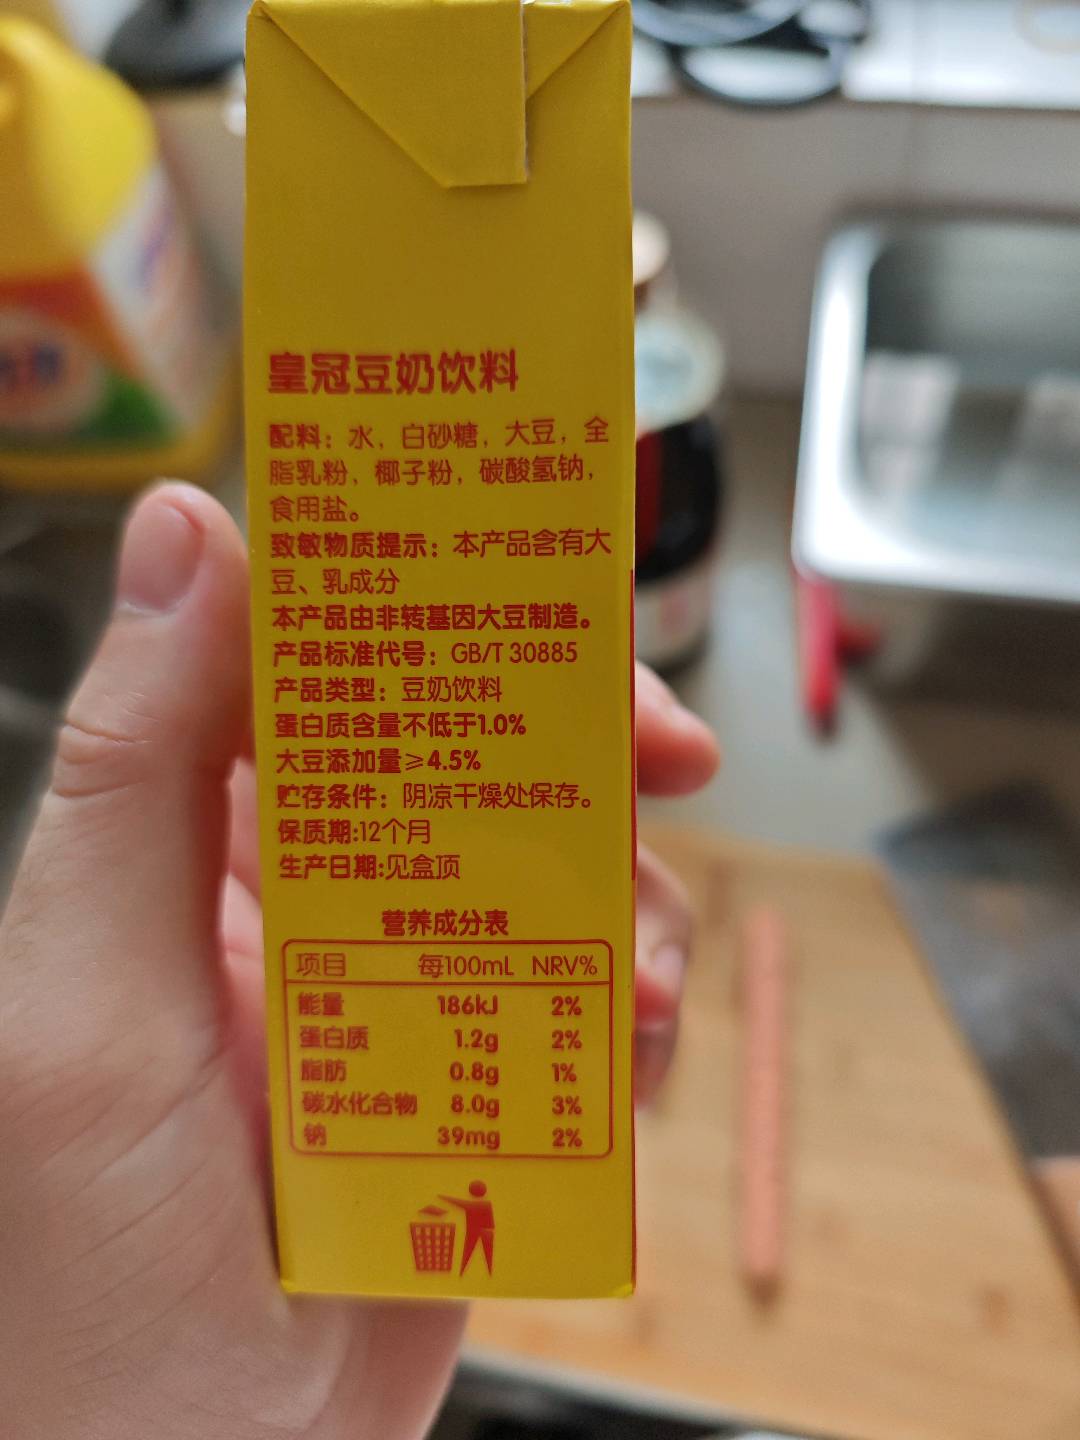 皇冠豆奶饮料
配料：水，白砂糖，大豆，全
脂乳粉，椰子粉，碳酸氢钠，
食用盐。
致敏物质提示：本产品含有大
豆、乳成分
本产品由非转基因大豆制造。
产品标准代号：GB/T 30885
产品类型：豆奶饮料
蛋白质含量不低于1.0%
大豆添加量≥4.5%
贮存条件：阴凉干燥处保存。
保质期:12个月
生产日期:见盒顶
营养成分表
项目 每100mL NRV%
能量 186kJ 2%
蛋白质 1.2g 2%
脂肪 0.8g 1%
碳水化合物 8.0g 3%
钠 39mg 2%